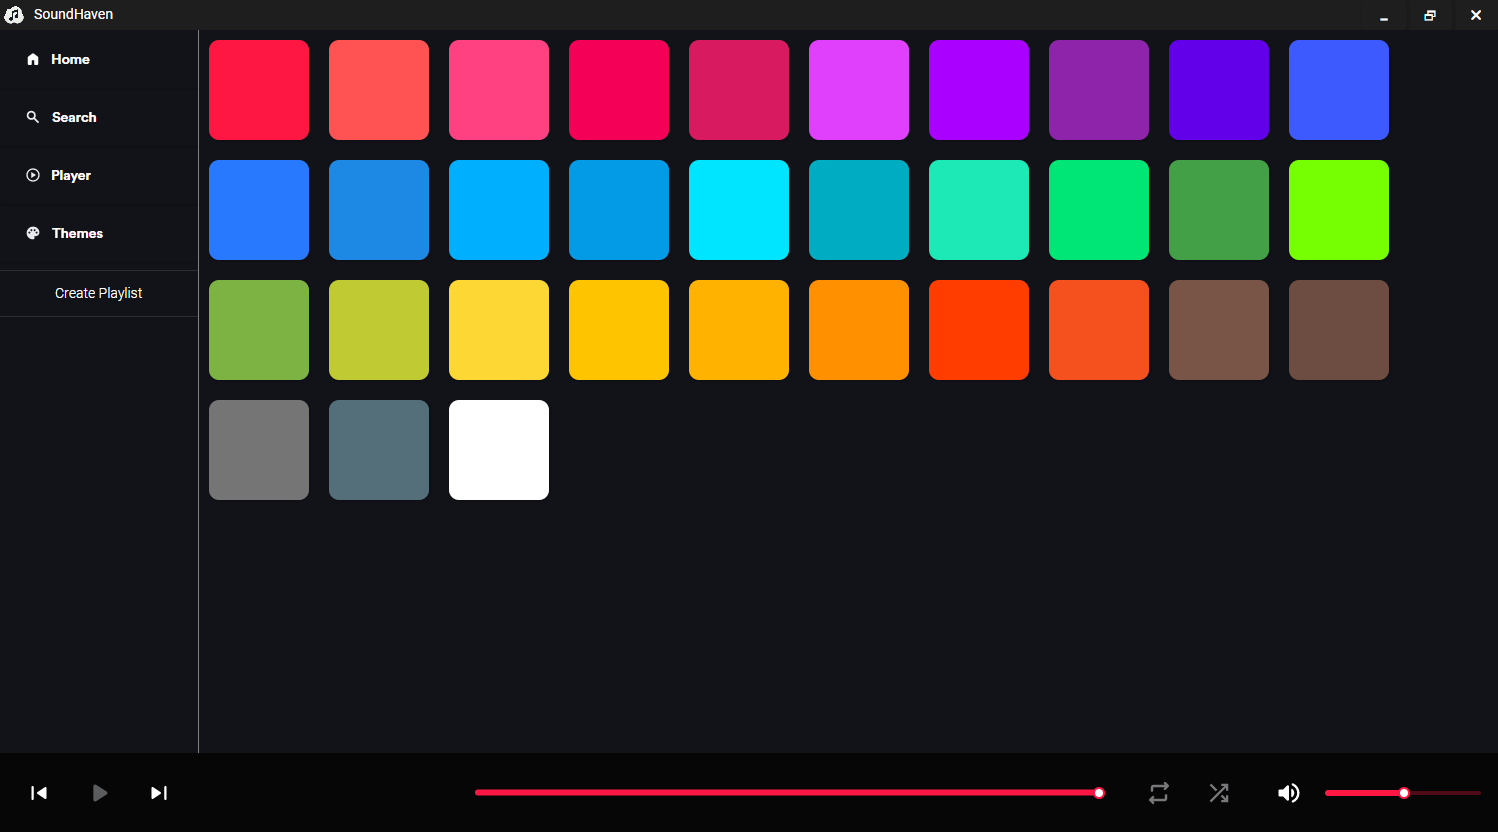 SoundHaven
Home
Search
Player
Themes
Create Playlist